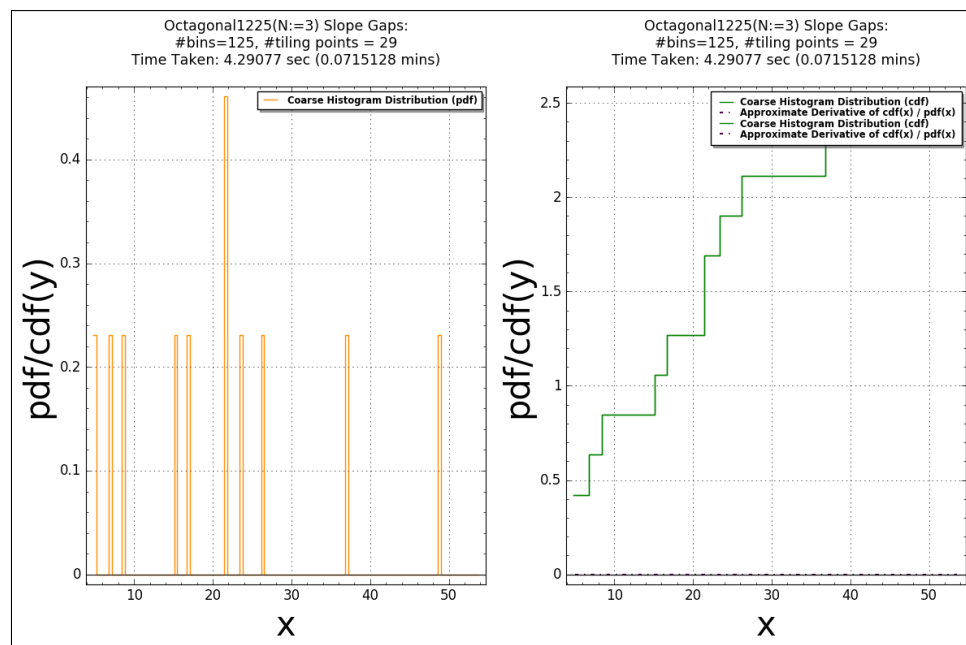 Octagonal1225(N:=3) Slope Gaps:
#bins=125, #tiling points = 29
Time Taken: 4.29077 sec (0.0715128 mins)
Coarse Histogram Distribution (pdf)
0.4
0.3
0.2
0.1
0
10
20
30
40
50
pdf/cdf(y)
x
Octagonal1225(N:=3) Slope Gaps:
#bins=125, #tiling points = 29
Time Taken: 4.29077 sec (0.0715128 mins)
Coarse Histogram Distribution (cdf)
Approximate Derivative of cdf(x) / pdf(x)
Coarse Histogram Distribution (cdf)
Approximate Derivative of cdf(x) / pdf(x)
2.5
2
1.5
1
0.5
0
10
20
30
40
50
pdf/cdf(y)
x